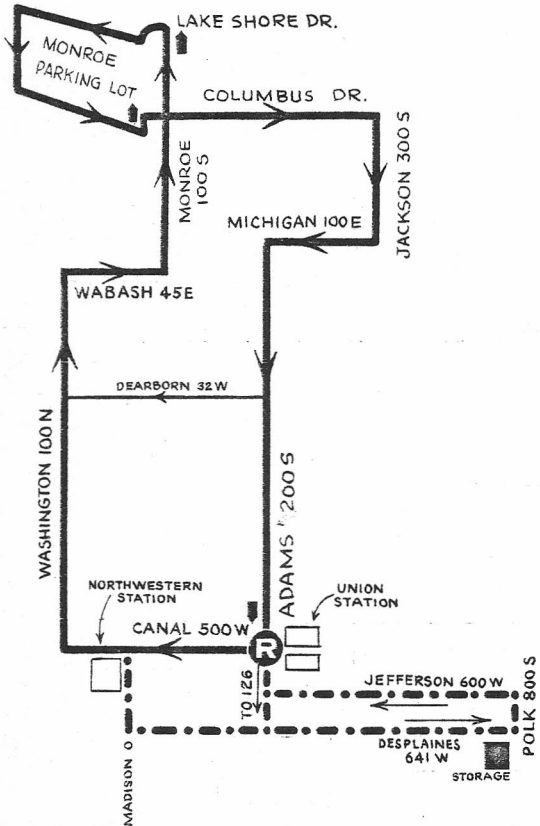 LAKE SHORE DR.
MONROE
PARKING LOT
COLUMBUS DR.
MONROE
100 S
JACKSON 300 S
MICHIGAN 100 E
WABASH 45 E
DEARBORN 32 W
WASHINGTON 100 N
ADAMS 200 S
NORTHWESTERN
STATION
UNION
STATION
CANAL 500 W
R
TO 126
JEFFERSON 600 W
DESPLAINES
641 W
POLK 800 S
STORAGE
MADISON 0